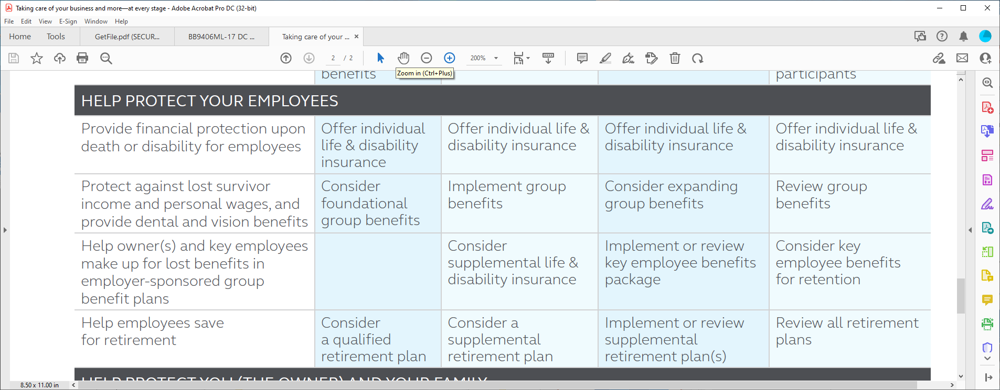 Taking care of your business and more—at every stage - Adobe Acrobat Pro DC (32-bit)
File Edit View E-Sign Window Help
Home Tools GetFile.pdf (SECUR... BB9406ML-17 DC ... Taking care of your ... ×
2 / 2 200%
Zoom in (Ctrl+Plus)
benefits participants
HELP PROTECT YOUR EMPLOYEES
Provide financial protection upon
death or disability for employees
Offer individual
life & disability
insurance
Offer individual life &
disability insurance
Offer individual life &
disability insurance
Offer individual life &
disability insurance
Protect against lost survivor
income and personal wages, and
provide dental and vision benefits
Consider
foundational
group benefits
Implement group
benefits
Consider expanding
group benefits
Review group
benefits
Help owner(s) and key employees
make up for lost benefits in
employer-sponsored group
benefit plans
Consider
supplemental life &
disability insurance
Implement or review
key employee benefits
package
Consider key
employee benefits
for retention
Help employees save
for retirement
Consider
a qualified
retirement plan
Consider a
supplemental
retirement plan
Implement or review
supplemental
retirement plan(s)
Review all retirement
plans
HELP PROTECT YOU (THE OWNER) AND YOUR FAMILY
8.50 x 11.00 in